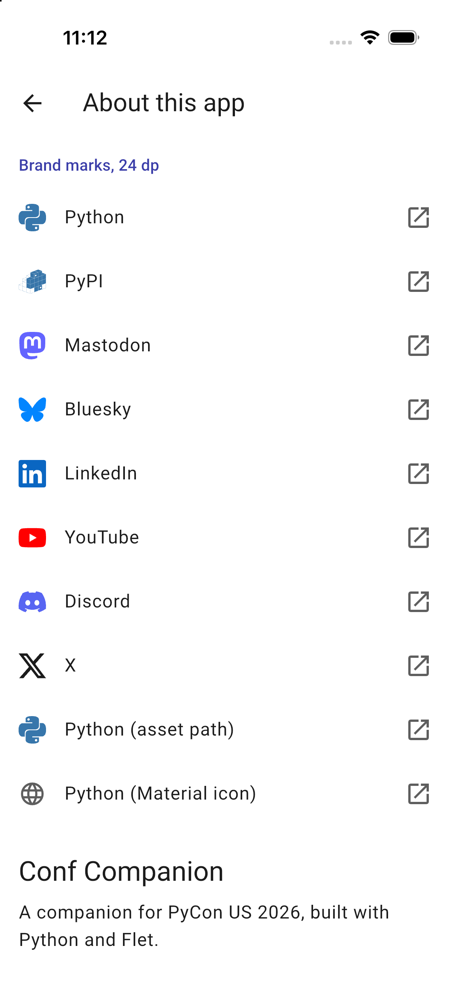 11:12
About this app
Brand marks, 24 dp
Python
PyPI
Mastodon
Bluesky
LinkedIn
YouTube
Discord
X
Python (asset path)
Python (Material icon)
Conf Companion
A companion for PyCon US 2026, built with
Python and Flet.